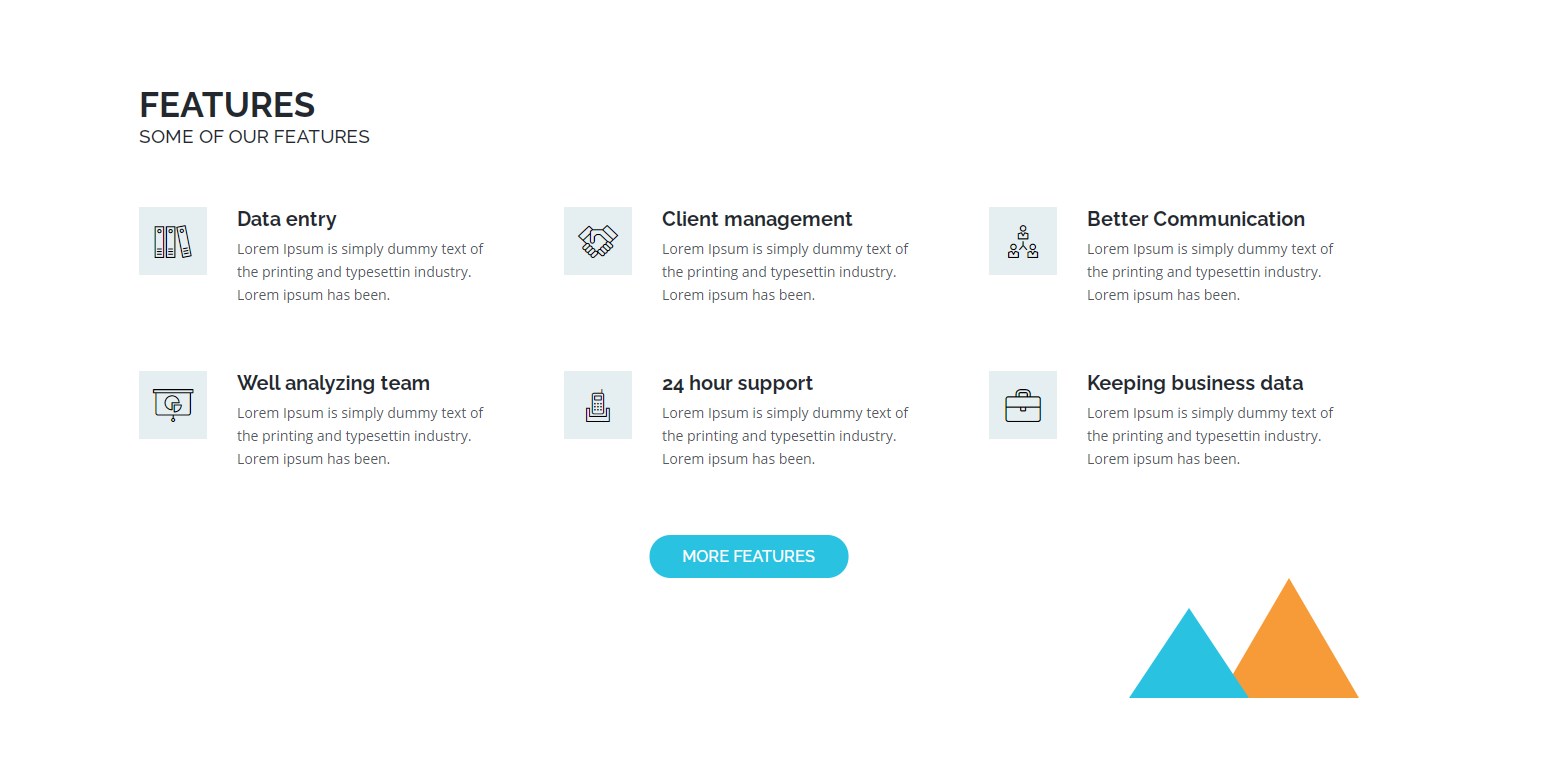 FEATURES
SOME OF OUR FEATURES
Data entry
Lorem Ipsum is simply dummy text of
the printing and typesettin industry.
Lorem ipsum has been.
Client management
Lorem Ipsum is simply dummy text of
the printing and typesettin industry.
Lorem ipsum has been.
Better Communication
Lorem Ipsum is simply dummy text of
the printing and typesettin industry.
Lorem ipsum has been.
Well analyzing team
Lorem Ipsum is simply dummy text of
the printing and typesettin industry.
Lorem ipsum has been.
24 hour support
Lorem Ipsum is simply dummy text of
the printing and typesettin industry.
Lorem ipsum has been.
Keeping business data
Lorem Ipsum is simply dummy text of
the printing and typesettin industry.
Lorem ipsum has been.
MORE FEATURES